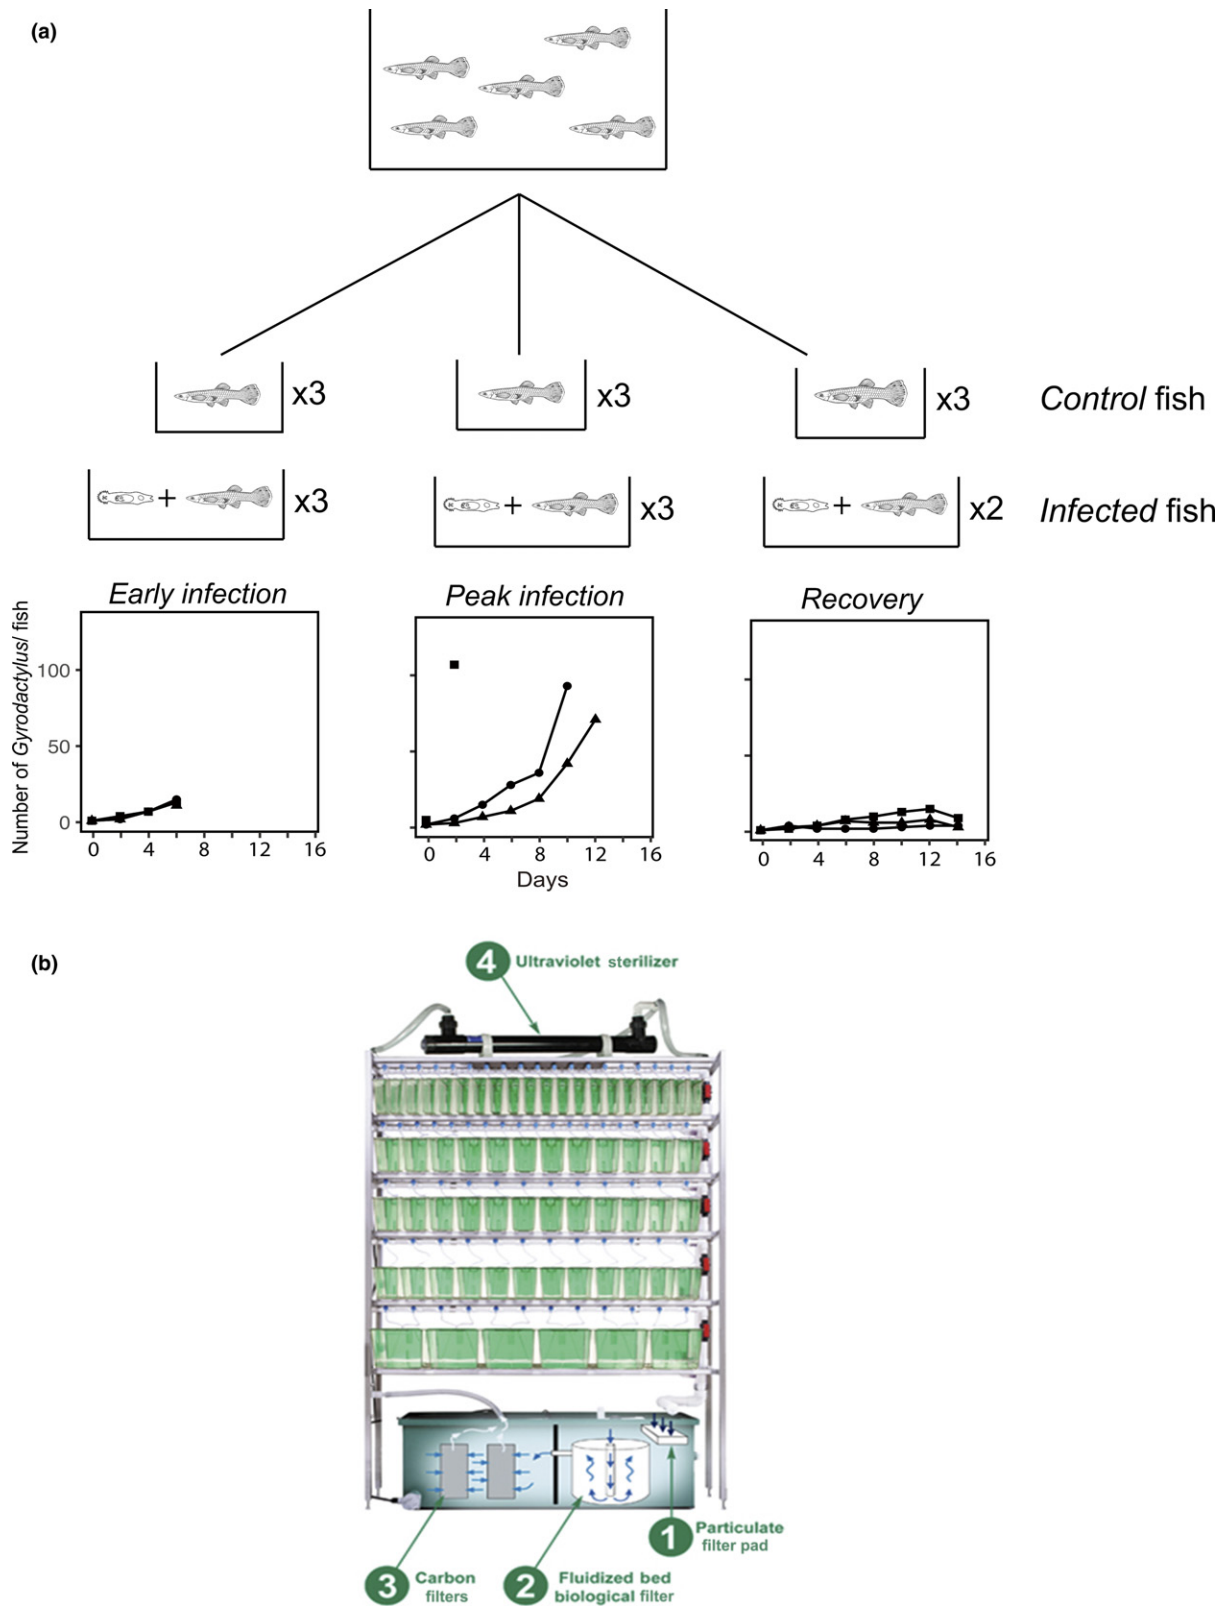 (a)
x3
x3
x3
Control fish
x3
x3
x2
Infected fish
Early infection
Peak infection
Recovery
Number of Gyrodactylus/ fish
100
50
0
0 4 8 12 16
0 4 8 12 16
0 4 8 12 16
Days
(b)
4 Ultraviolet sterilizer
1 Particulate
filter pad
3 Carbon
filters
2 Fluidized bed
biological filter